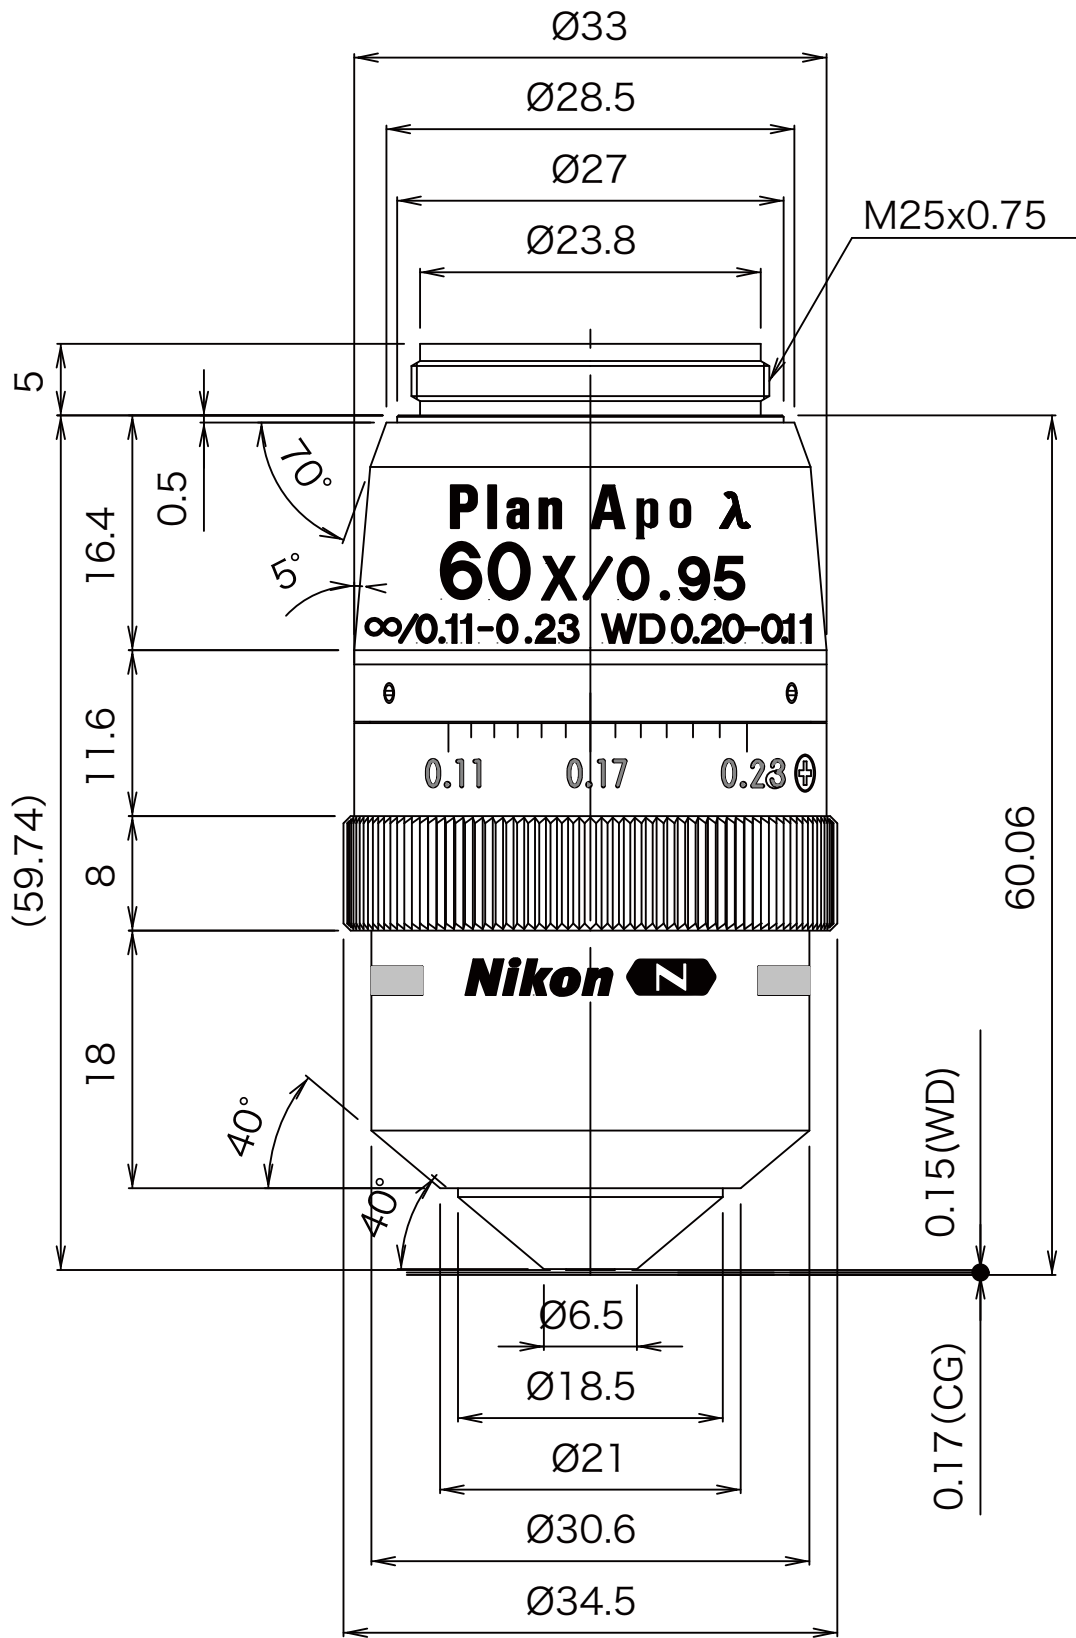 Ø33
Ø28.5
Ø27
M25x0.75
Ø23.8
5
0.5
70°
16.4
5°
Plan Apo λ
60X/0.95
∞/0.11-0.23 WD 0.20-0.11
11.6
0.11 0.17 0.23
(59.74)
8
60.06
Nikon N
18
40°
40°
0.15(WD)
Ø6.5
0.17(CG)
Ø18.5
Ø21
Ø30.6
Ø34.5